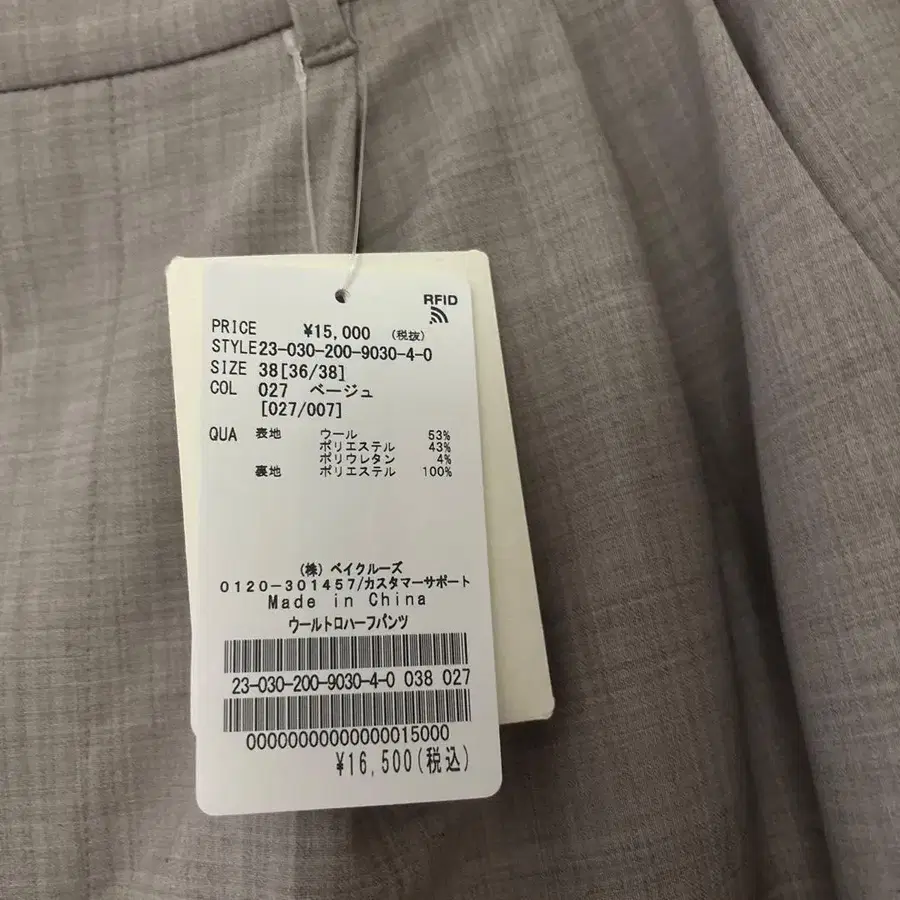 RFID
PRICE ¥15,000 (税抜)
STYLE23-030-200-9030-4-0
SIZE 38[36/38]
COL 027 ベージュ
[027/007]
QUA 表地 ウール 53%
ポリエステル 43%
ポリウレタン 4%
裏地 ポリエステル 100%
(株) ベイクルーズ
0120-301457/カスタマーサポート
Made in China
ウールトロハーフパンツ
23-030-200-9030-4-0 038 027
00000000000000015000
¥16,500(税込)